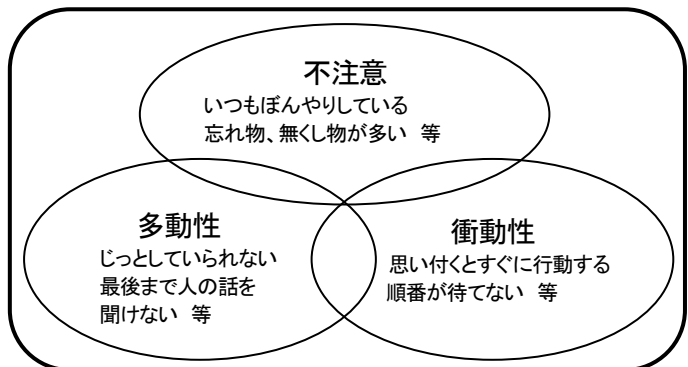 不注意
いつもぼんやりしている
忘れ物、無くし物が多い 等
多動性
じっとしていられない
最後まで人の話を
聞けない 等
衝動性
思い付くとすぐに行動する
順番が待てない 等